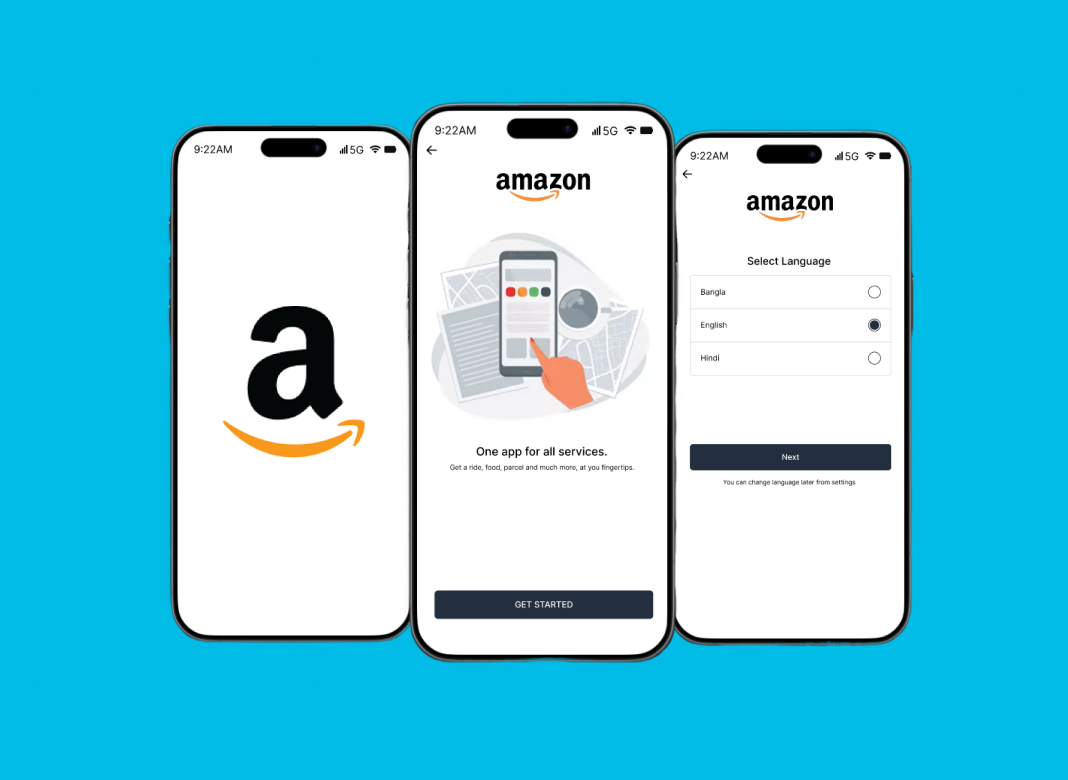 9:22AM
5G
a
9:22AM
5G
amazon
One app for all services.
Get a ride, food, parcel and much more, at you fingertips.
GET STARTED
9:22AM
5G
amazon
Select Language
Bangla
English
Hindi
Next
You can change language later from settings